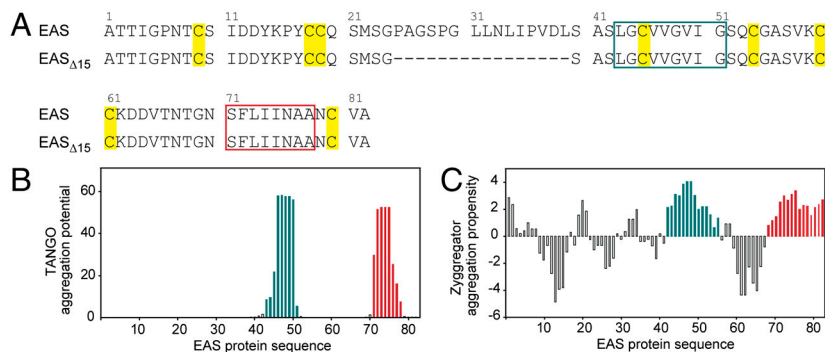 A
1 11 21 31 41 51
EAS ATTIGPNTCS IDDYKPYCCQ SMSGPAGSPG LLNLIPVDLS ASLGCVVGVI GSQCGASVKC
EASΔ15 ATTIGPNTCS IDDYKPYCCQ SMSG---------------S ASLGCVVGVI GSQCGASVKC
61 71 81
EAS CKDDVTNTGN SFLIINAANC VA
EASΔ15 CKDDVTNTGN SFLIINAANC VA
B
TANGO
aggregation potential
60
40
20
0
10 20 30 40 50 60 70 80
EAS protein sequence
C
Zyggregator
aggregation propensity
4
2
0
-2
-4
-6
10 20 30 40 50 60 70 80
EAS protein sequence